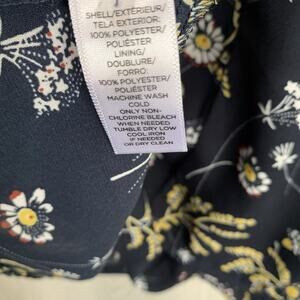 SHELL/EXTÉRIEUR/
TELA EXTERIOR:
100% POLYESTER/
POLIÉSTER
LINING/
DOUBLURE/
FORRO:
100% POLYESTER/
POLIÉSTER
MACHINE WASH
COLD
ONLY NON-
CHLORINE BLEACH
WHEN NEEDED
TUMBLE DRY LOW
COOL IRON
IF NEEDED
OR DRY CLEAN